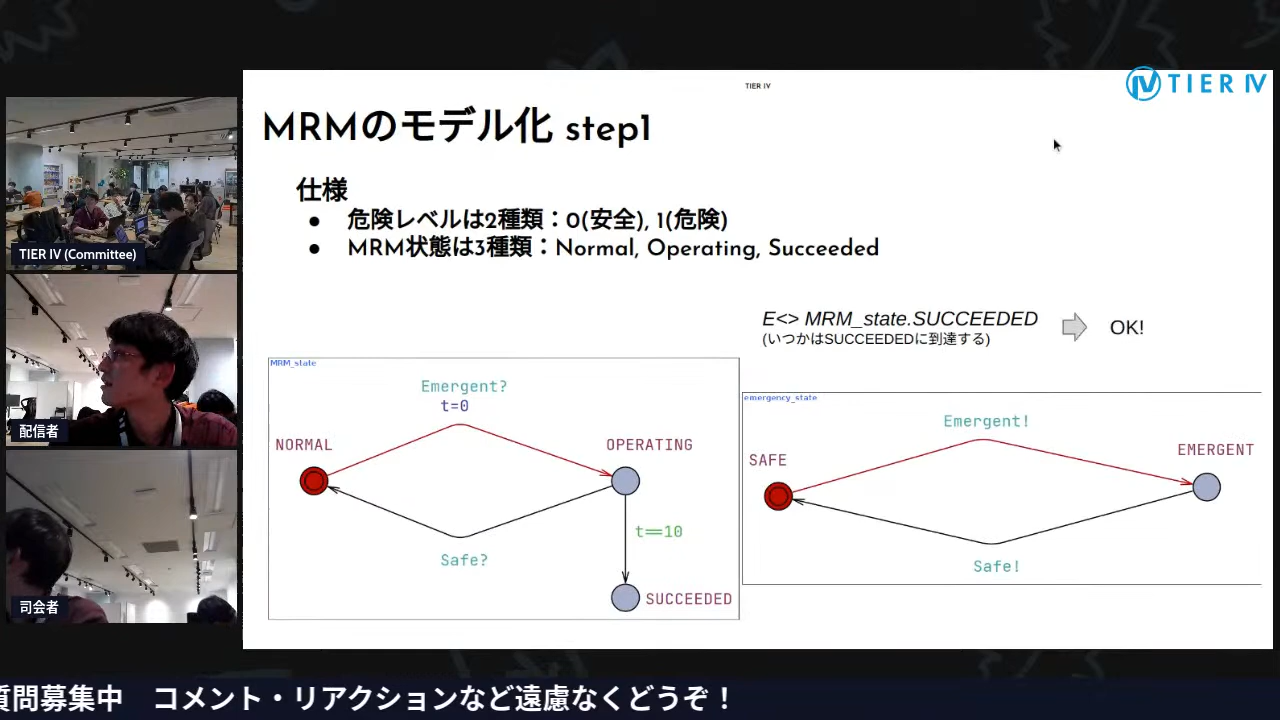 TIER IV
TIER IV
MRMのモデル化 step1
仕様
● 危険レベルは2種類：0(安全), 1(危険)
● MRM状態は3種類：Normal, Operating, Succeeded
E<> MRM_state.SUCCEEDED
OK!
(いつかはSUCCEEDEDに到達する)
MRM_state
Emergent?
t=0
NORMAL
OPERATING
Safe?
t==10
SUCCEEDED
emergency_state
Emergent!
SAFE
EMERGENT
Safe!
TIER IV (Committee)
配信者
司会者
質問募集中 コメント・リアクションなど遠慮なくどうぞ！